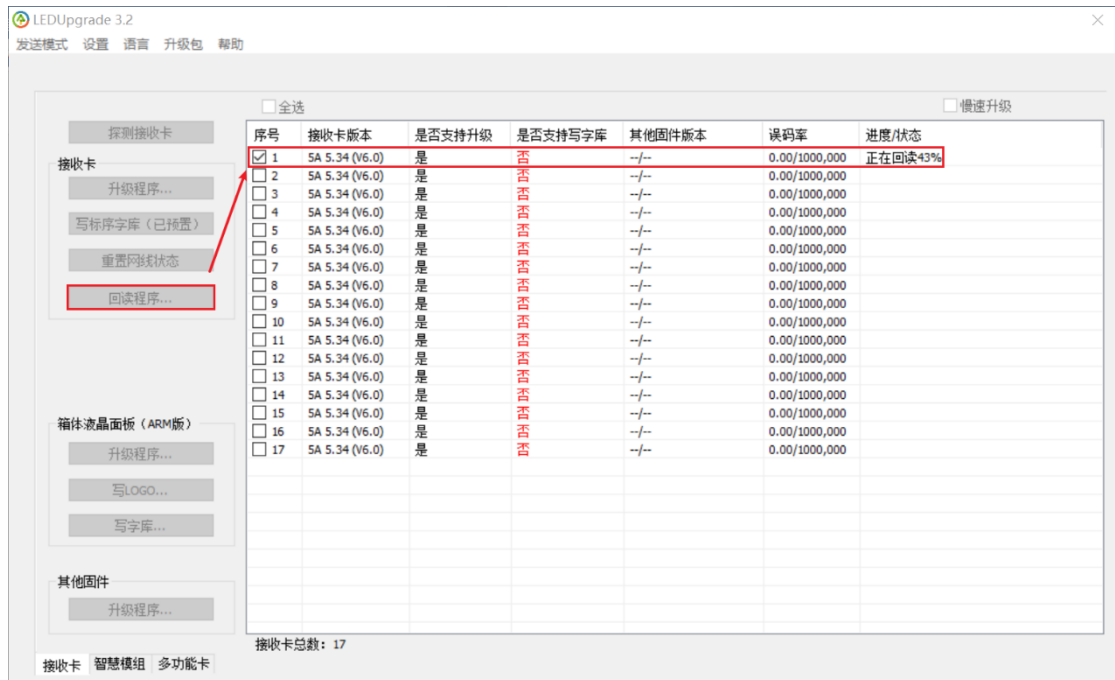 LEDUpgrade 3.2
发送模式 设置 语言 升级包 帮助
全选 慢速升级
探测接收卡
接收卡
升级程序...
写标序字库（已预置）
重置网线状态
回读程序...
箱体液晶面板（ARM版）
升级程序...
写LOGO...
写字库...
其他固件
升级程序...
序号 接收卡版本 是否支持升级 是否支持写字库 其他固件版本 误码率 进度/状态
1 5A 5.34 (V6.0) 是 否 --/-- 0.00/1000,000 正在回读43%
2 5A 5.34 (V6.0) 是 否 --/-- 0.00/1000,000
3 5A 5.34 (V6.0) 是 否 --/-- 0.00/1000,000
4 5A 5.34 (V6.0) 是 否 --/-- 0.00/1000,000
5 5A 5.34 (V6.0) 是 否 --/-- 0.00/1000,000
6 5A 5.34 (V6.0) 是 否 --/-- 0.00/1000,000
7 5A 5.34 (V6.0) 是 否 --/-- 0.00/1000,000
8 5A 5.34 (V6.0) 是 否 --/-- 0.00/1000,000
9 5A 5.34 (V6.0) 是 否 --/-- 0.00/1000,000
10 5A 5.34 (V6.0) 是 否 --/-- 0.00/1000,000
11 5A 5.34 (V6.0) 是 否 --/-- 0.00/1000,000
12 5A 5.34 (V6.0) 是 否 --/-- 0.00/1000,000
13 5A 5.34 (V6.0) 是 否 --/-- 0.00/1000,000
14 5A 5.34 (V6.0) 是 否 --/-- 0.00/1000,000
15 5A 5.34 (V6.0) 是 否 --/-- 0.00/1000,000
16 5A 5.34 (V6.0) 是 否 --/-- 0.00/1000,000
17 5A 5.34 (V6.0) 是 否 --/-- 0.00/1000,000
接收卡总数：17
接收卡 智慧模组 多功能卡